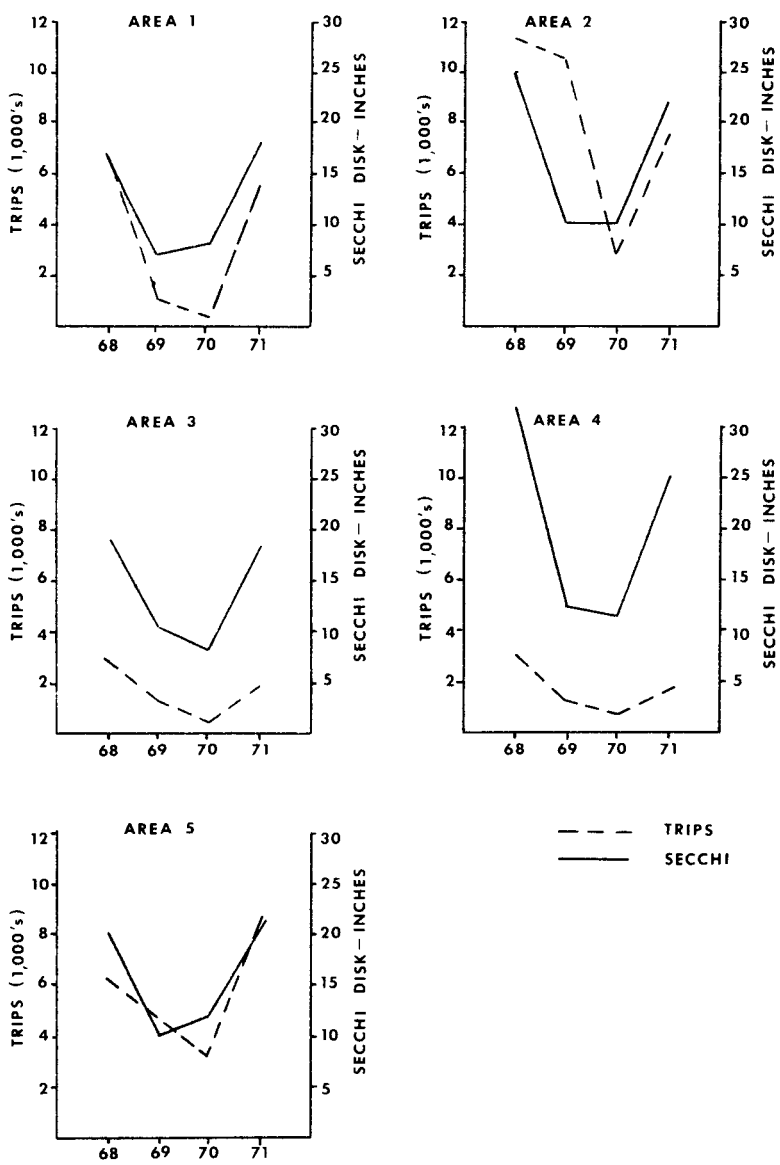 AREA 1
12
10
8
6
4
2
TRIPS (1,000's)
30
25
20
15
10
5
SECCHI DISK— INCHES
68 69 70 71
AREA 2
12
10
8
6
4
2
TRIPS (1,000's)
30
25
20
15
10
5
SECCHI DISK— INCHES
68 69 70 71
AREA 3
12
10
8
6
4
2
TRIPS (1,000's)
30
25
20
15
10
5
SECCHI DISK— INCHES
68 69 70 71
AREA 4
12
10
8
6
4
2
TRIPS (1,000's)
30
25
20
15
10
5
SECCHI DISK— INCHES
68 69 70 71
AREA 5
12
10
8
6
4
2
TRIPS (1,000's)
30
25
20
15
10
5
SECCHI DISK— INCHES
68 69 70 71
TRIPS
SECCHI